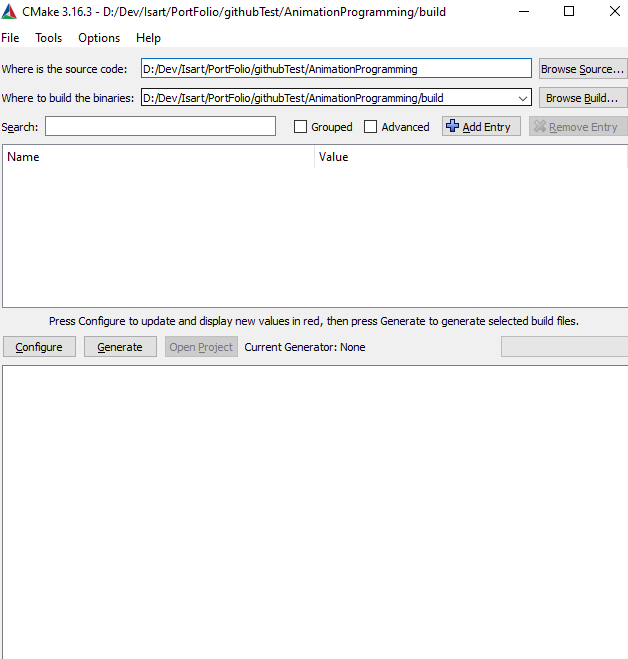 CMake 3.16.3 - D:/Dev/Isart/PortFolio/githubTest/AnimationProgramming/build
File Tools Options Help
Where is the source code: D:/Dev/Isart/PortFolio/githubTest/AnimationProgramming Browse Source...
Where to build the binaries: D:/Dev/Isart/PortFolio/githubTest/AnimationProgramming/build Browse Build...
Search: Grouped Advanced Add Entry Remove Entry
Name Value
Press Configure to update and display new values in red, then press Generate to generate selected build files.
Configure Generate Open Project Current Generator: None